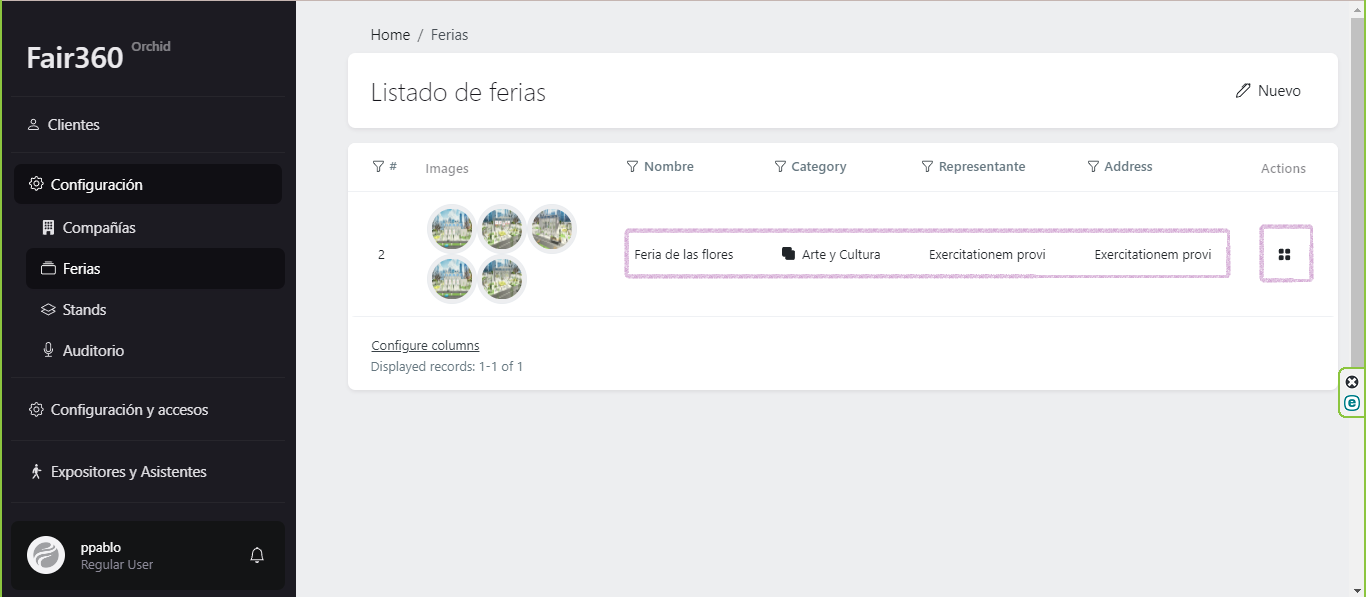 Fair360 Orchid
Clientes
Configuración
Compañías
Ferias
Stands
Auditorio
Configuración y accesos
Expositores y Asistentes
ppablo
Regular User
Home / Ferias
Listado de ferias
Nuevo
# Images Nombre Category Representante Address Actions
2 Feria de las flores Arte y Cultura Exercitationem provi Exercitationem provi
Configure columns
Displayed records: 1-1 of 1
e